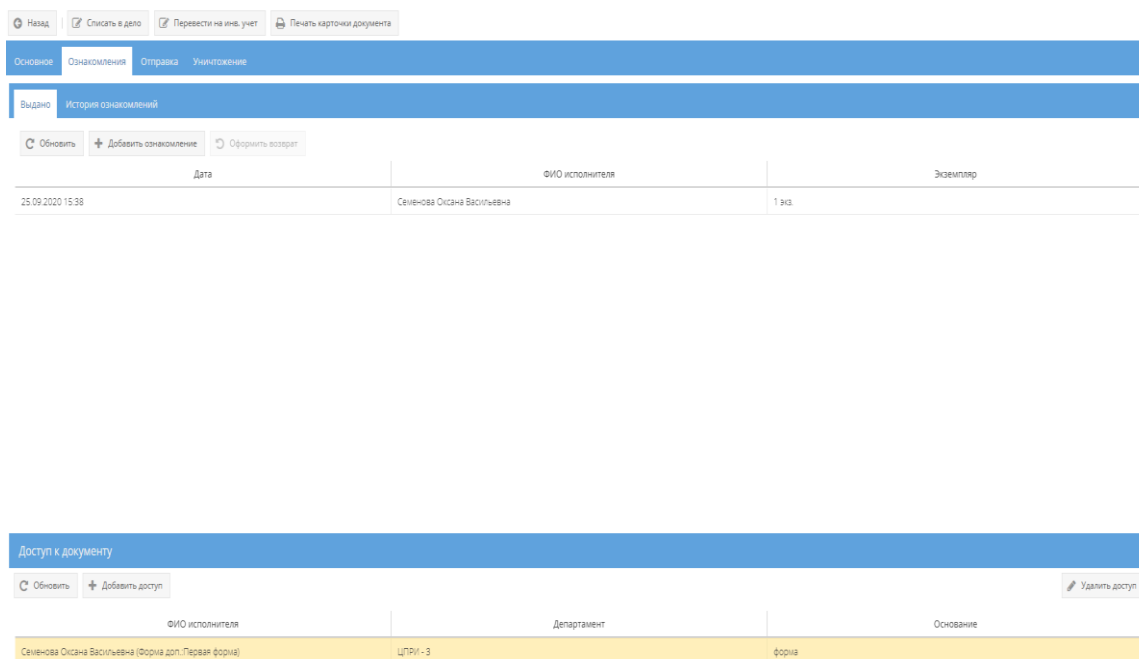 Назад Списать в дело Перевести на инв. учет Печать карточки документа
Основное Ознакомления Отправка Уничтожение
Выдано История ознакомлений
Обновить Добавить ознакомление Оформить возврат
Дата ФИО исполнителя Экземпляр
25.09.2020 15:38 Семенова Оксана Васильевна 1 экз.
Доступ к документу
Обновить Добавить доступ Удалить доступ
ФИО исполнителя Департамент Основание
Семенова Оксана Васильевна (Форма доп.:Первая форма) ЦПРИ - 3 форма